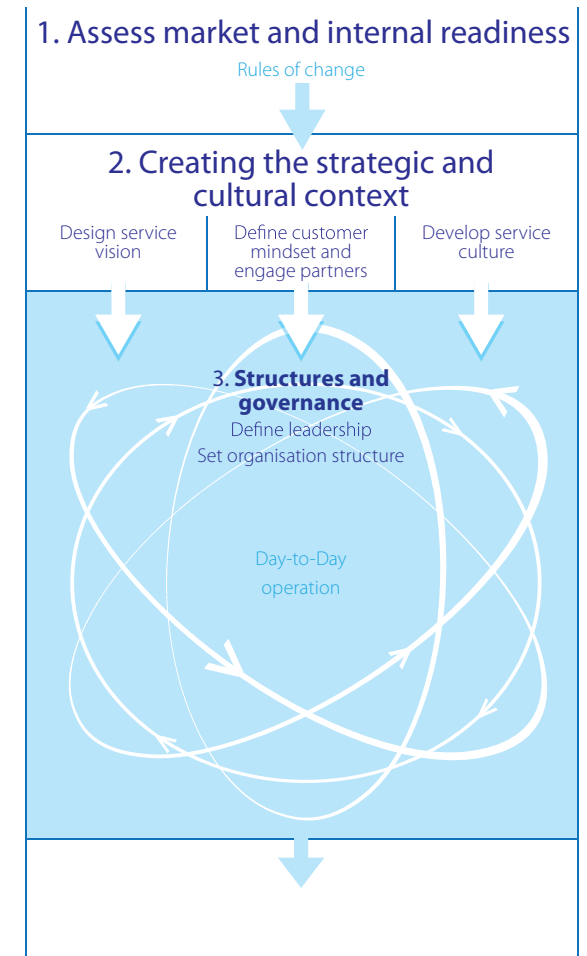 1. Assess market and internal readiness
Rules of change
2. Creating the strategic and
cultural context
Design service
vision
Define customer
mindset and
engage partners
Develop service
culture
3. Structures and
governance
Define leadership
Set organisation structure
Day-to-Day
operation